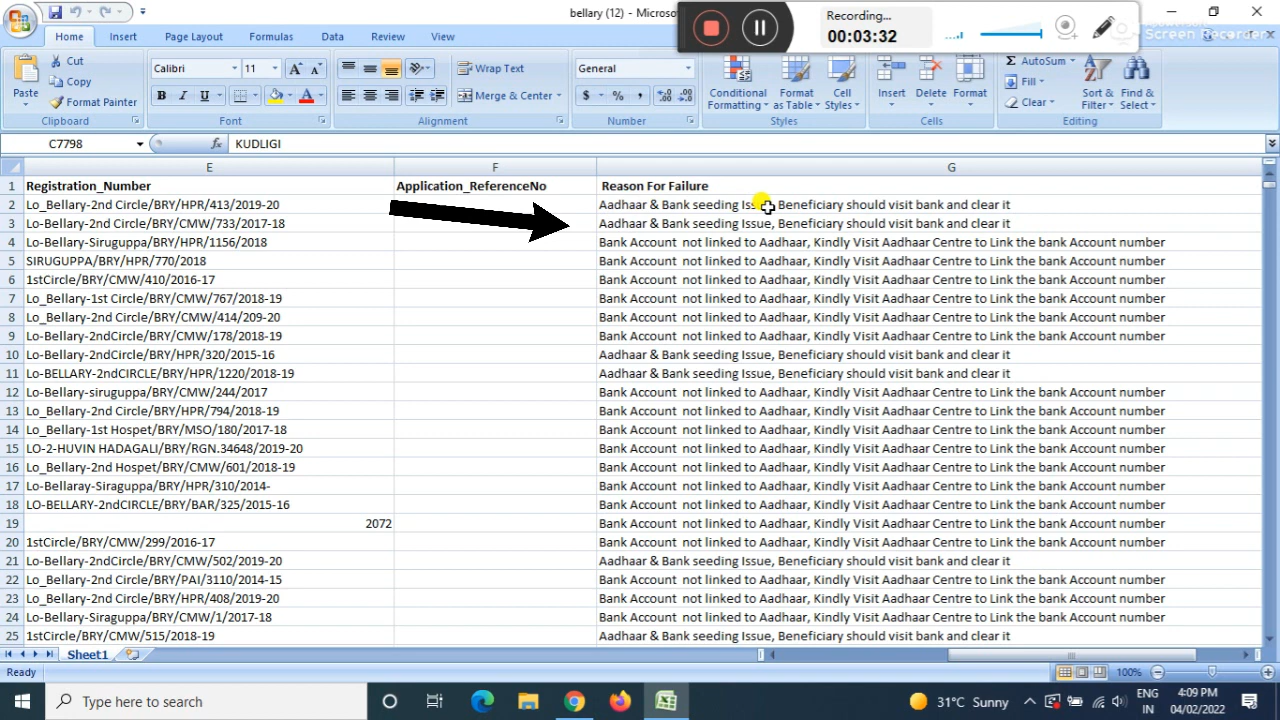 bellary (12) - Microso
Recording...
00:03:32
Screen Recorder
Home Insert Page Layout Formulas Data Review View
Paste
Cut
Copy
Format Painter
Clipboard
Calibri 11
B I U
Font
Wrap Text
Merge & Center
Alignment
General
$ % ,
Number
Conditional Formatting
Format as Table
Cell Styles
Styles
Insert Delete Format
Cells
AutoSum
Fill
Clear
Sort & Filter
Find & Select
Editing
C7798 fx KUDLIGI
E F G
1 Registration_Number Application_ReferenceNo Reason For Failure
2 Lo_Bellary-2nd Circle/BRY/HPR/413/2019-20 Aadhaar & Bank seeding Issue, Beneficiary should visit bank and clear it
3 Lo-Bellary-2nd Circle/BRY/CMW/733/2017-18 Aadhaar & Bank seeding Issue, Beneficiary should visit bank and clear it
4 Lo-Bellary-Siruguppa/BRY/HPR/1156/2018 Bank Account not linked to Aadhaar, Kindly Visit Aadhaar Centre to Link the bank Account number
5 SIRUGUPPA/BRY/HPR/770/2018 Bank Account not linked to Aadhaar, Kindly Visit Aadhaar Centre to Link the bank Account number
6 1stCircle/BRY/CMW/410/2016-17 Bank Account not linked to Aadhaar, Kindly Visit Aadhaar Centre to Link the bank Account number
7 Lo_Bellary-1st Circle/BRY/CMW/767/2018-19 Bank Account not linked to Aadhaar, Kindly Visit Aadhaar Centre to Link the bank Account number
8 Lo_Bellary-2nd Circle/BRY/CMW/414/209-20 Bank Account not linked to Aadhaar, Kindly Visit Aadhaar Centre to Link the bank Account number
9 Lo-Bellary-2ndCircle/BRY/CMW/178/2018-19 Bank Account not linked to Aadhaar, Kindly Visit Aadhaar Centre to Link the bank Account number
10 Lo-Bellary-2ndCircle/BRY/HPR/320/2015-16 Aadhaar & Bank seeding Issue, Beneficiary should visit bank and clear it
11 Lo-BELLARY-2ndCIRCLE/BRY/HPR/1220/2018-19 Aadhaar & Bank seeding Issue, Beneficiary should visit bank and clear it
12 Lo-Bellary-siruguppa/BRY/CMW/244/2017 Bank Account not linked to Aadhaar, Kindly Visit Aadhaar Centre to Link the bank Account number
13 Lo_Bellary-2nd Circle/BRY/HPR/794/2018-19 Bank Account not linked to Aadhaar, Kindly Visit Aadhaar Centre to Link the bank Account number
14 Lo_Bellary-1st Hospet/BRY/MSO/180/2017-18 Bank Account not linked to Aadhaar, Kindly Visit Aadhaar Centre to Link the bank Account number
15 LO-2-HUVIN HADAGALI/BRY/RGN.34648/2019-20 Bank Account not linked to Aadhaar, Kindly Visit Aadhaar Centre to Link the bank Account number
16 Lo_Bellary-2nd Hospet/BRY/CMW/601/2018-19 Bank Account not linked to Aadhaar, Kindly Visit Aadhaar Centre to Link the bank Account number
17 Lo-Bellaray-Siraguppa/BRY/HPR/310/2014- Bank Account not linked to Aadhaar, Kindly Visit Aadhaar Centre to Link the bank Account number
18 LO-BELLARY-2ndCIRCLE/BRY/BAR/325/2015-16 Bank Account not linked to Aadhaar, Kindly Visit Aadhaar Centre to Link the bank Account number
19 2072 Bank Account not linked to Aadhaar, Kindly Visit Aadhaar Centre to Link the bank Account number
20 1stCircle/BRY/CMW/299/2016-17 Bank Account not linked to Aadhaar, Kindly Visit Aadhaar Centre to Link the bank Account number
21 Lo-Bellary-2ndCircle/BRY/CMW/502/2019-20 Aadhaar & Bank seeding Issue, Beneficiary should visit bank and clear it
22 Lo_Bellary-2nd Circle/BRY/PAI/3110/2014-15 Bank Account not linked to Aadhaar, Kindly Visit Aadhaar Centre to Link the bank Account number
23 Lo_Bellary-2nd Circle/BRY/HPR/408/2019-20 Bank Account not linked to Aadhaar, Kindly Visit Aadhaar Centre to Link the bank Account number
24 Lo-Bellary-Siraguppa/BRY/CMW/1/2017-18 Bank Account not linked to Aadhaar, Kindly Visit Aadhaar Centre to Link the bank Account number
25 1stCircle/BRY/CMW/515/2018-19 Aadhaar & Bank seeding Issue, Beneficiary should visit bank and clear it
Sheet1
Ready 100%
Type here to search
31°C Sunny
ENG
IN
4:09 PM
04/02/2022